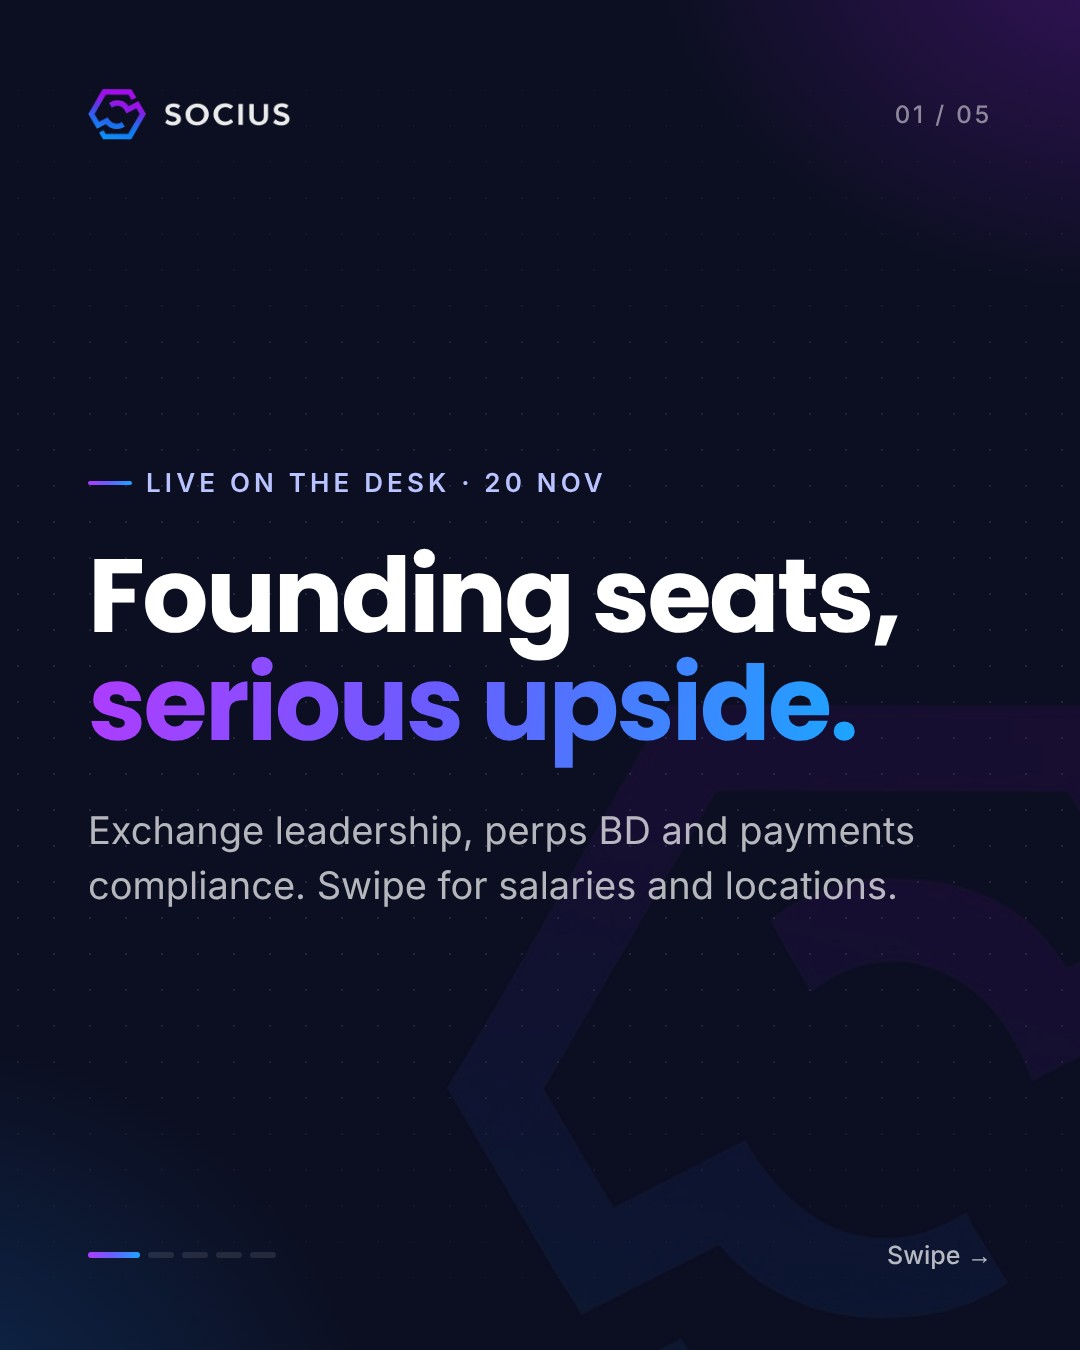 SOCIUS
01 / 05
LIVE ON THE DESK · 20 NOV
Founding seats,
serious upside.
Exchange leadership, perps BD and payments
compliance. Swipe for salaries and locations.
Swipe →